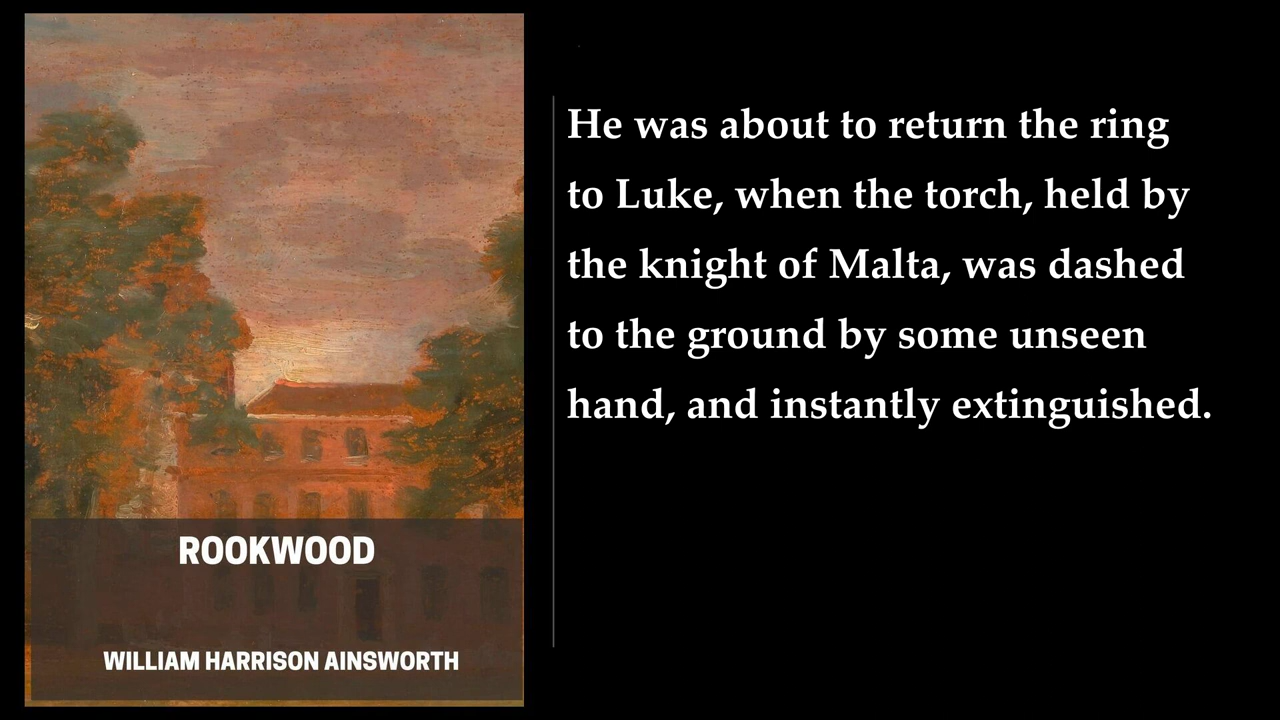 ROOKWOOD
WILLIAM HARRISON AINSWORTH
He was about to return the ring
to Luke, when the torch, held by
the knight of Malta, was dashed
to the ground by some unseen
hand, and instantly extinguished.